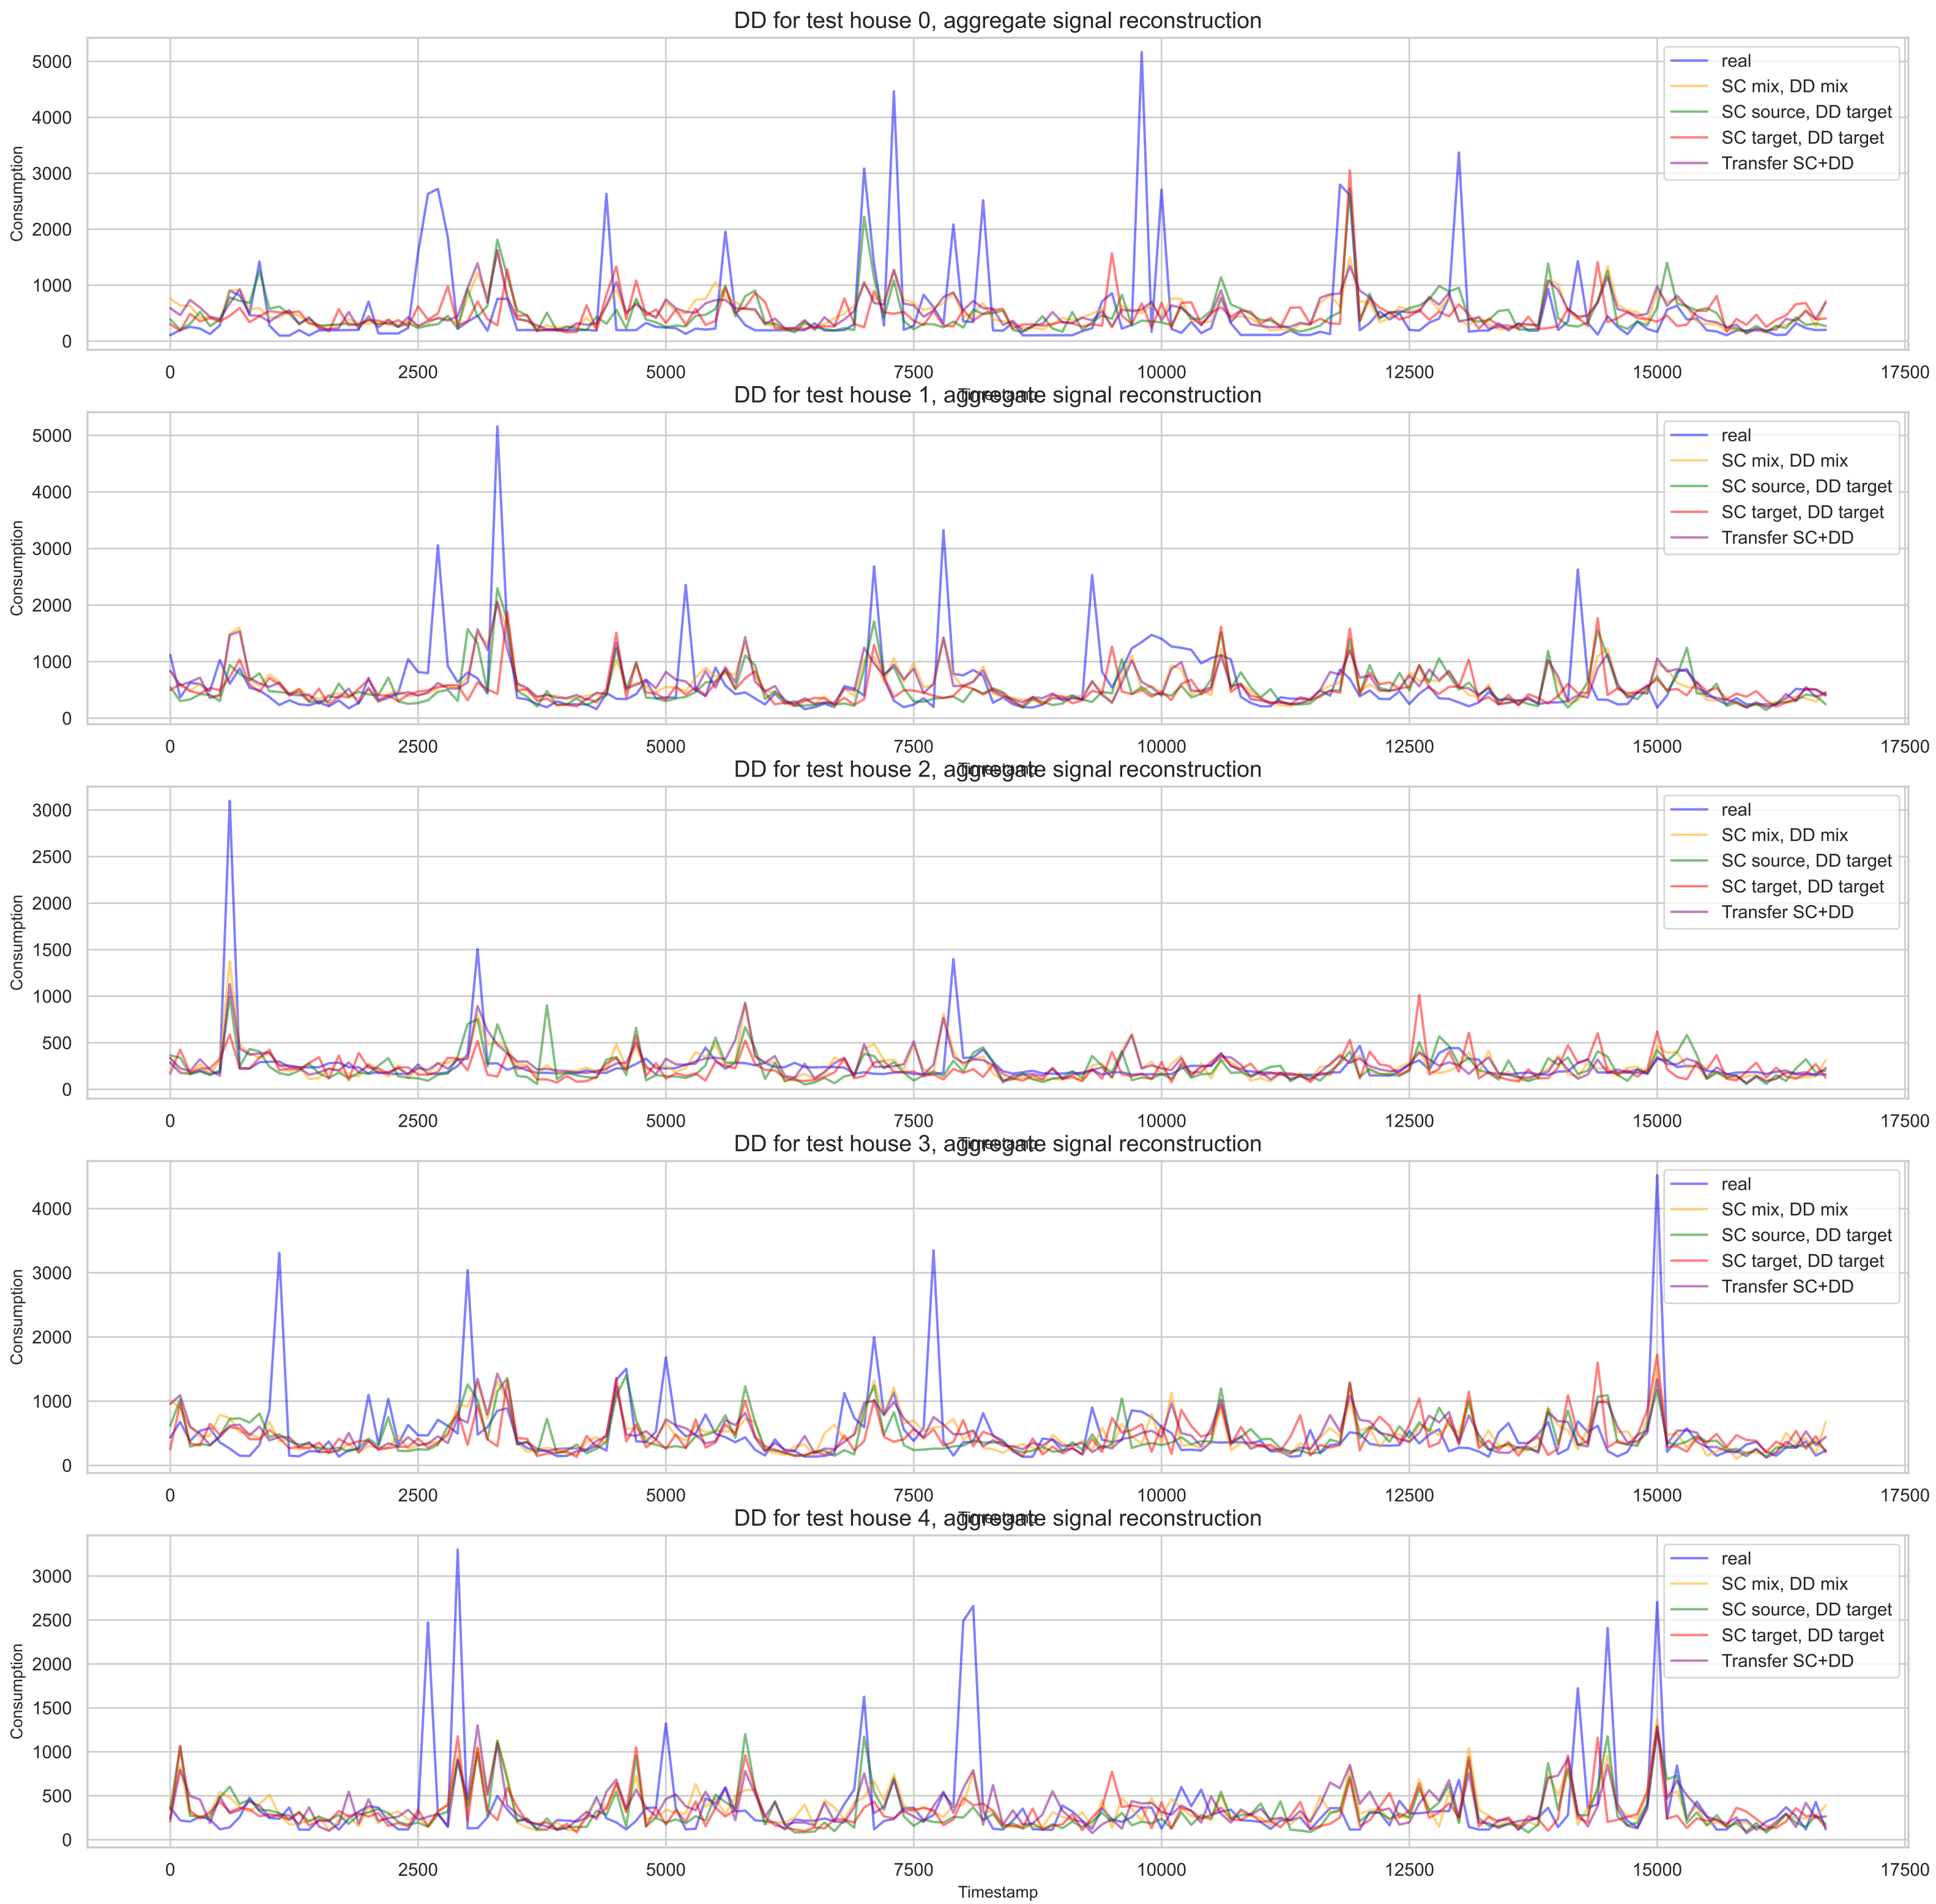 DD for test house 0, aggregate signal reconstruction
Consumption
5000
4000
3000
2000
1000
0
real
SC mix, DD mix
SC source, DD target
SC target, DD target
Transfer SC+DD
0 2500 5000 7500 10000 12500 15000 17500
Timestamp
DD for test house 1, aggregate signal reconstruction
Consumption
5000
4000
3000
2000
1000
0
real
SC mix, DD mix
SC source, DD target
SC target, DD target
Transfer SC+DD
0 2500 5000 7500 10000 12500 15000 17500
Timestamp
DD for test house 2, aggregate signal reconstruction
Consumption
3000
2500
2000
1500
1000
500
0
real
SC mix, DD mix
SC source, DD target
SC target, DD target
Transfer SC+DD
0 2500 5000 7500 10000 12500 15000 17500
Timestamp
DD for test house 3, aggregate signal reconstruction
Consumption
4000
3000
2000
1000
0
real
SC mix, DD mix
SC source, DD target
SC target, DD target
Transfer SC+DD
0 2500 5000 7500 10000 12500 15000 17500
Timestamp
DD for test house 4, aggregate signal reconstruction
Consumption
3000
2500
2000
1500
1000
500
0
real
SC mix, DD mix
SC source, DD target
SC target, DD target
Transfer SC+DD
0 2500 5000 7500 10000 12500 15000 17500
Timestamp